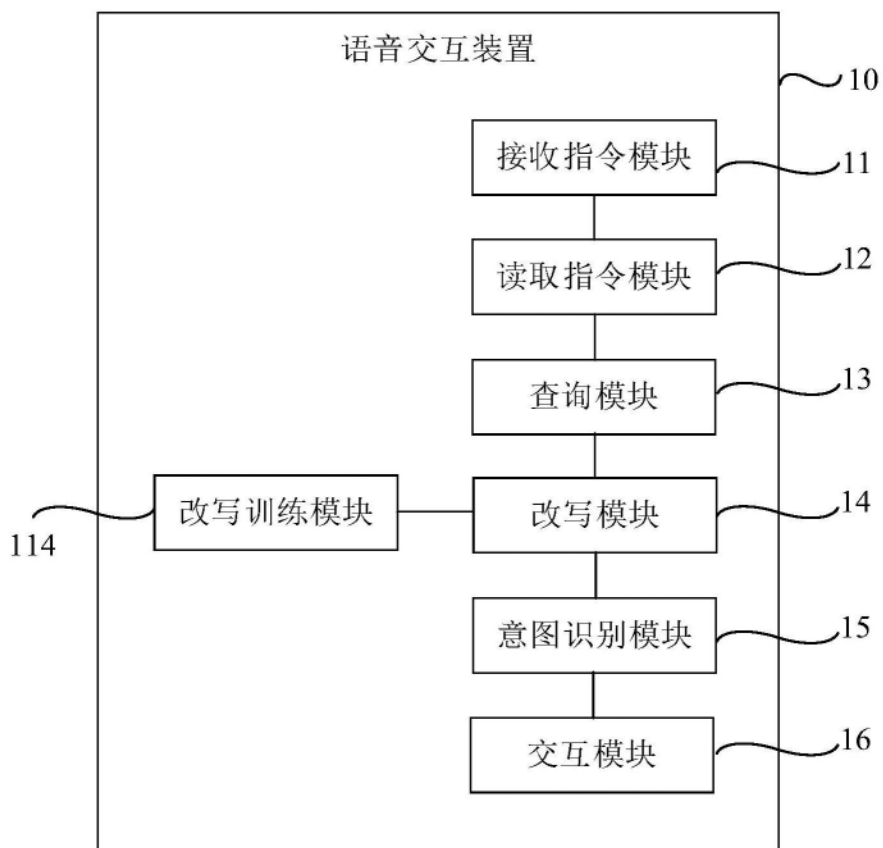 语音交互装置
10
接收指令模块
11
读取指令模块
12
查询模块
13
改写训练模块
改写模块
14
114
意图识别模块
15
交互模块
16